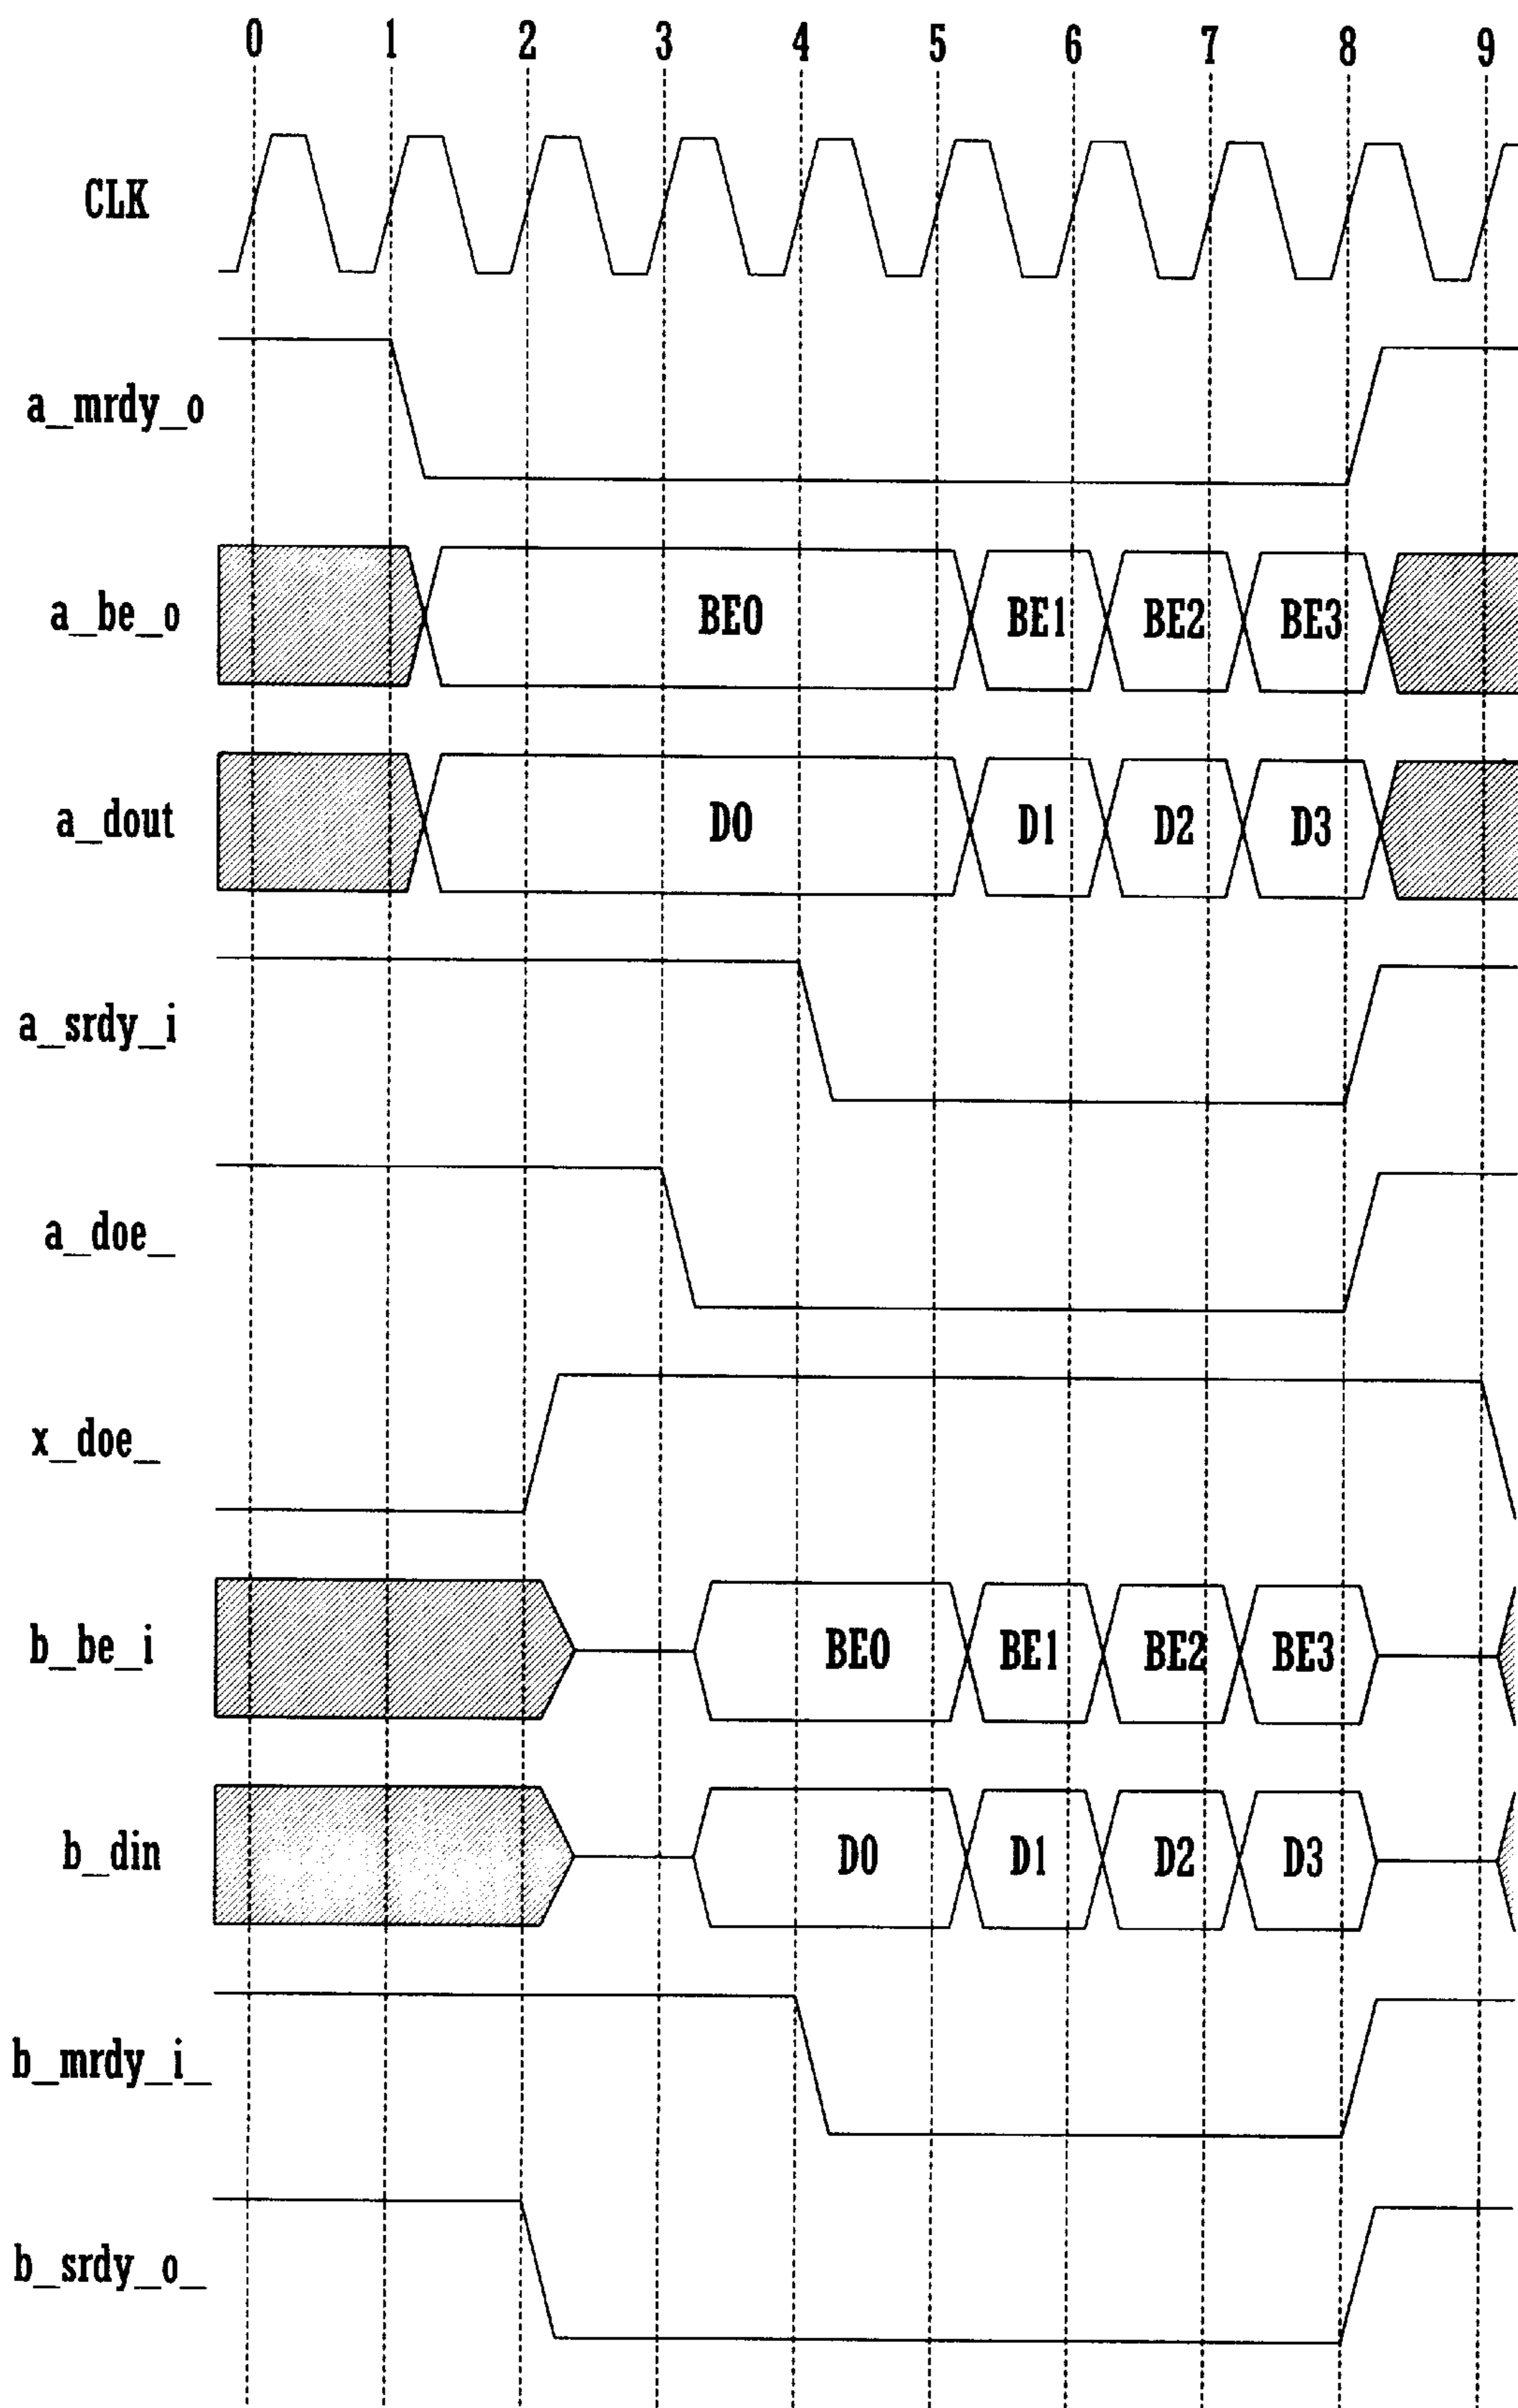 0 1 2 3 4 5 6 7 8 9
CLK
a_mrdy_o
a_be_o BE0 BE1 BE2 BE3
a_dout D0 D1 D2 D3
a_srdy_i
a_doe_
x_doe_
b_be_i BE0 BE1 BE2 BE3
b_din D0 D1 D2 D3
b_mrdy_i_
b_srdy_o_